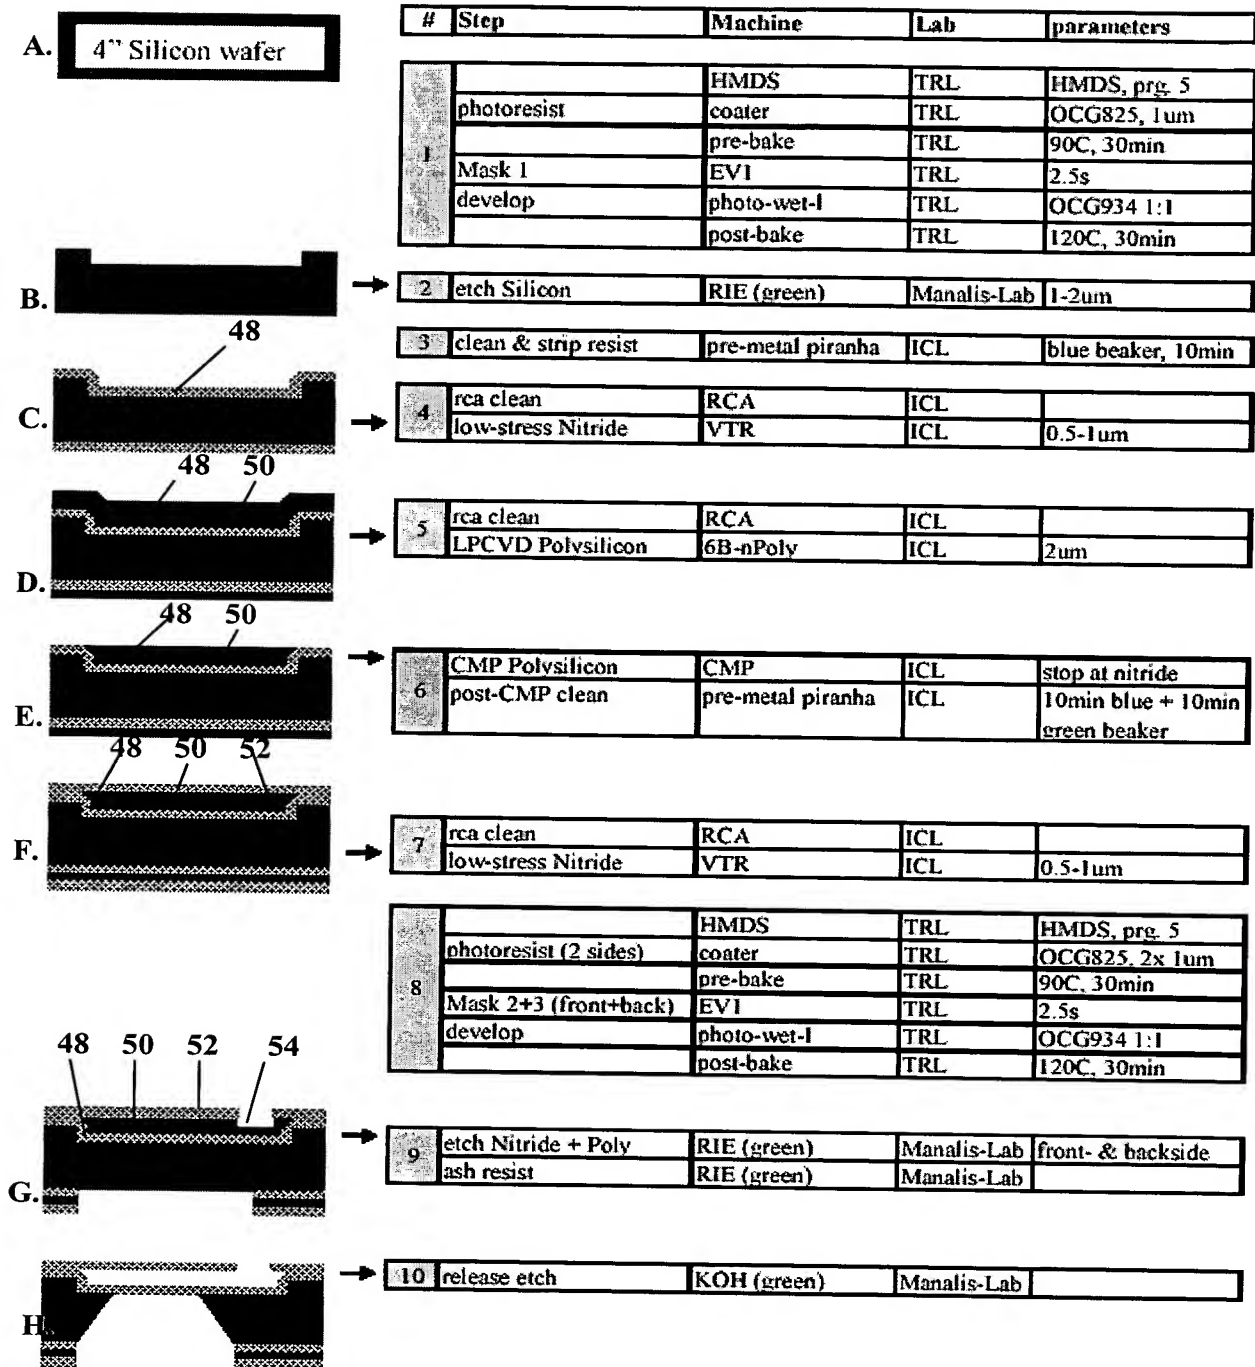 # Step Machine Lab parameters
A. 4” Silicon wafer
1
HMDS TRL HMDS, prg. 5
photoresist coater TRL OCG825, 1um
pre-bake TRL 90C, 30min
Mask 1 EV1 TRL 2.5s
develop photo-wet-l TRL OCG934 1:1
post-bake TRL 120C, 30min
B.
2 etch Silicon RIE (green) Manalis-Lab 1-2um
3 clean & strip resist pre-metal piranha ICL blue beaker, 10min
48
C.
4
rca clean RCA ICL
low-stress Nitride VTR ICL 0.5-1um
48 50
D.
5
rca clean RCA ICL
LPCVD Polysilicon 6B-nPoly ICL 2um
48 50
E.
6
CMP Polysilicon CMP ICL stop at nitride
post-CMP clean pre-metal piranha ICL 10min blue + 10min
green beaker
48 50 52
F.
7
rca clean RCA ICL
low-stress Nitride VTR ICL 0.5-1um
8
HMDS TRL HMDS, prg. 5
photoresist (2 sides) coater TRL OCG825, 2x 1um
pre-bake TRL 90C, 30min
Mask 2+3 (front+back) EV1 TRL 2.5s
develop photo-wet-l TRL OCG934 1:1
post-bake TRL 120C, 30min
48 50 52 54
G.
9
etch Nitride + Poly RIE (green) Manalis-Lab front- & backside
ash resist RIE (green) Manalis-Lab
H.
10 release etch KOH (green) Manalis-Lab